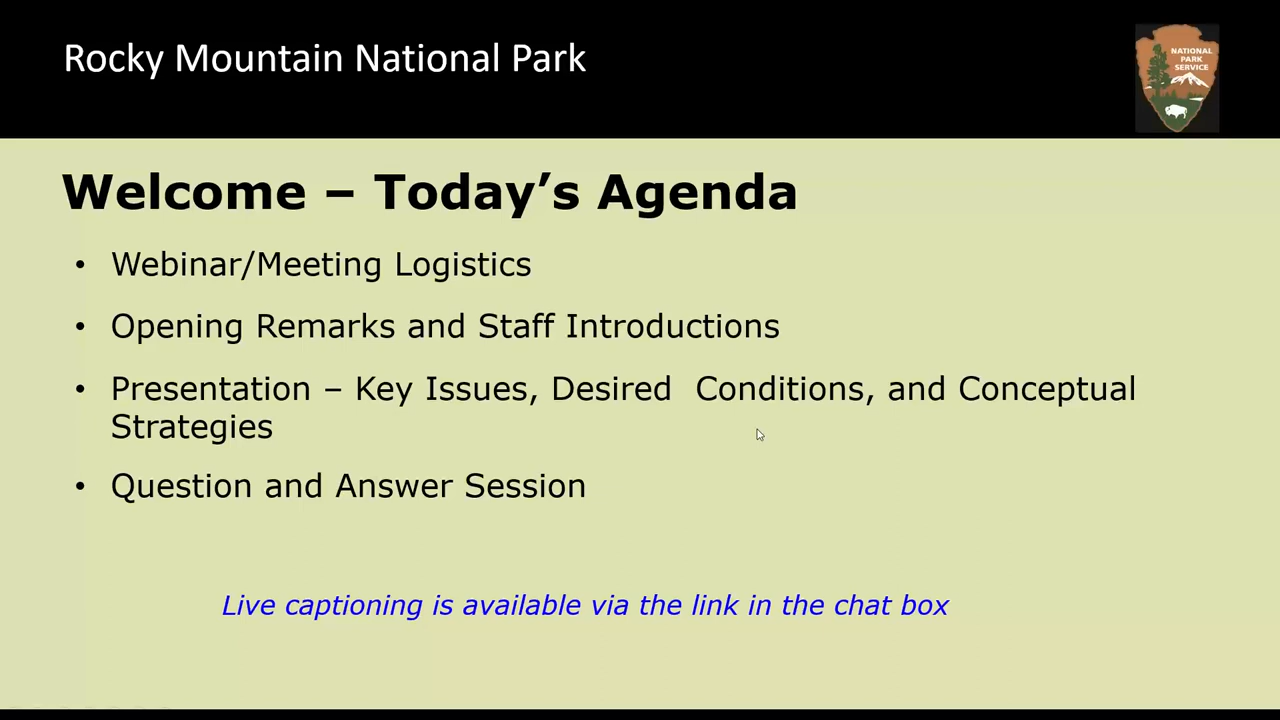 Rocky Mountain National Park
NATIONAL
PARK
SERVICE
Welcome – Today’s Agenda
• Webinar/Meeting Logistics
• Opening Remarks and Staff Introductions
• Presentation – Key Issues, Desired  Conditions, and Conceptual
Strategies
• Question and Answer Session
Live captioning is available via the link in the chat box